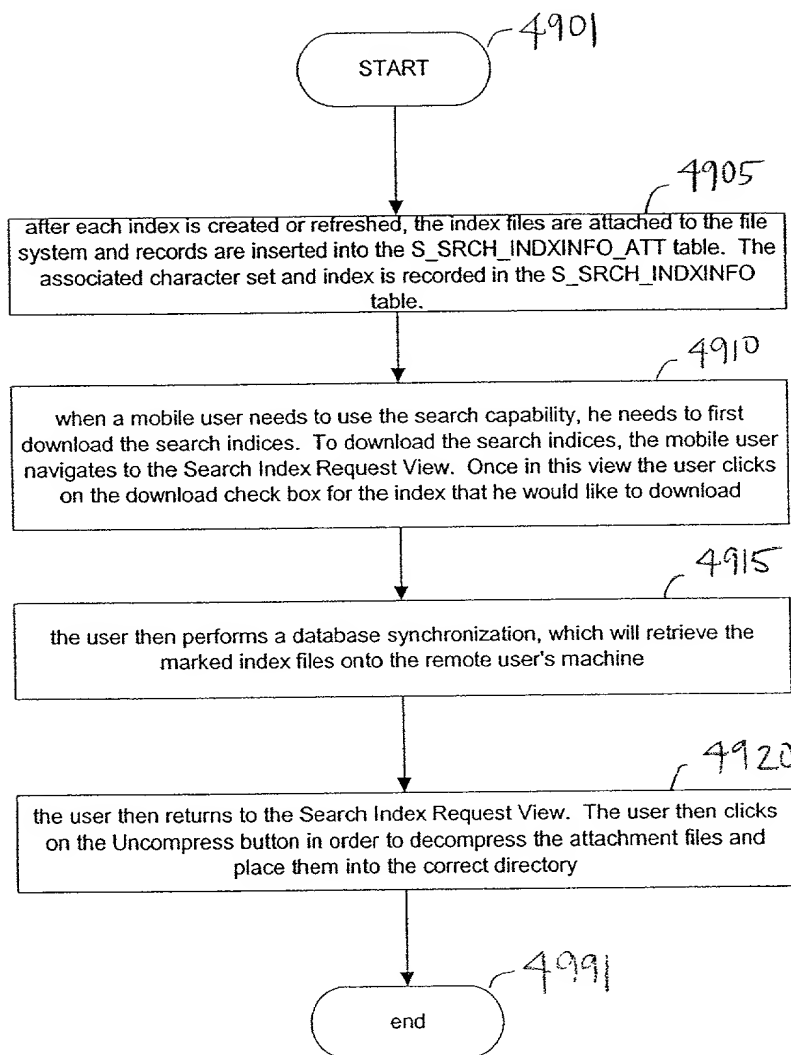 4901
START
4905
after each index is created or refreshed, the index files are attached to the file
system and records are inserted into the S_SRCH_INDXINFO_ATT table. The
associated character set and index is recorded in the S_SRCH_INDXINFO
table.
4910
when a mobile user needs to use the search capability, he needs to first
download the search indices. To download the search indices, the mobile user
navigates to the Search Index Request View. Once in this view the user clicks
on the download check box for the index that he would like to download
4915
the user then performs a database synchronization, which will retrieve the
marked index files onto the remote user's machine
4920
the user then returns to the Search Index Request View. The user then clicks
on the Uncompress button in order to decompress the attachment files and
place them into the correct directory
4991
end